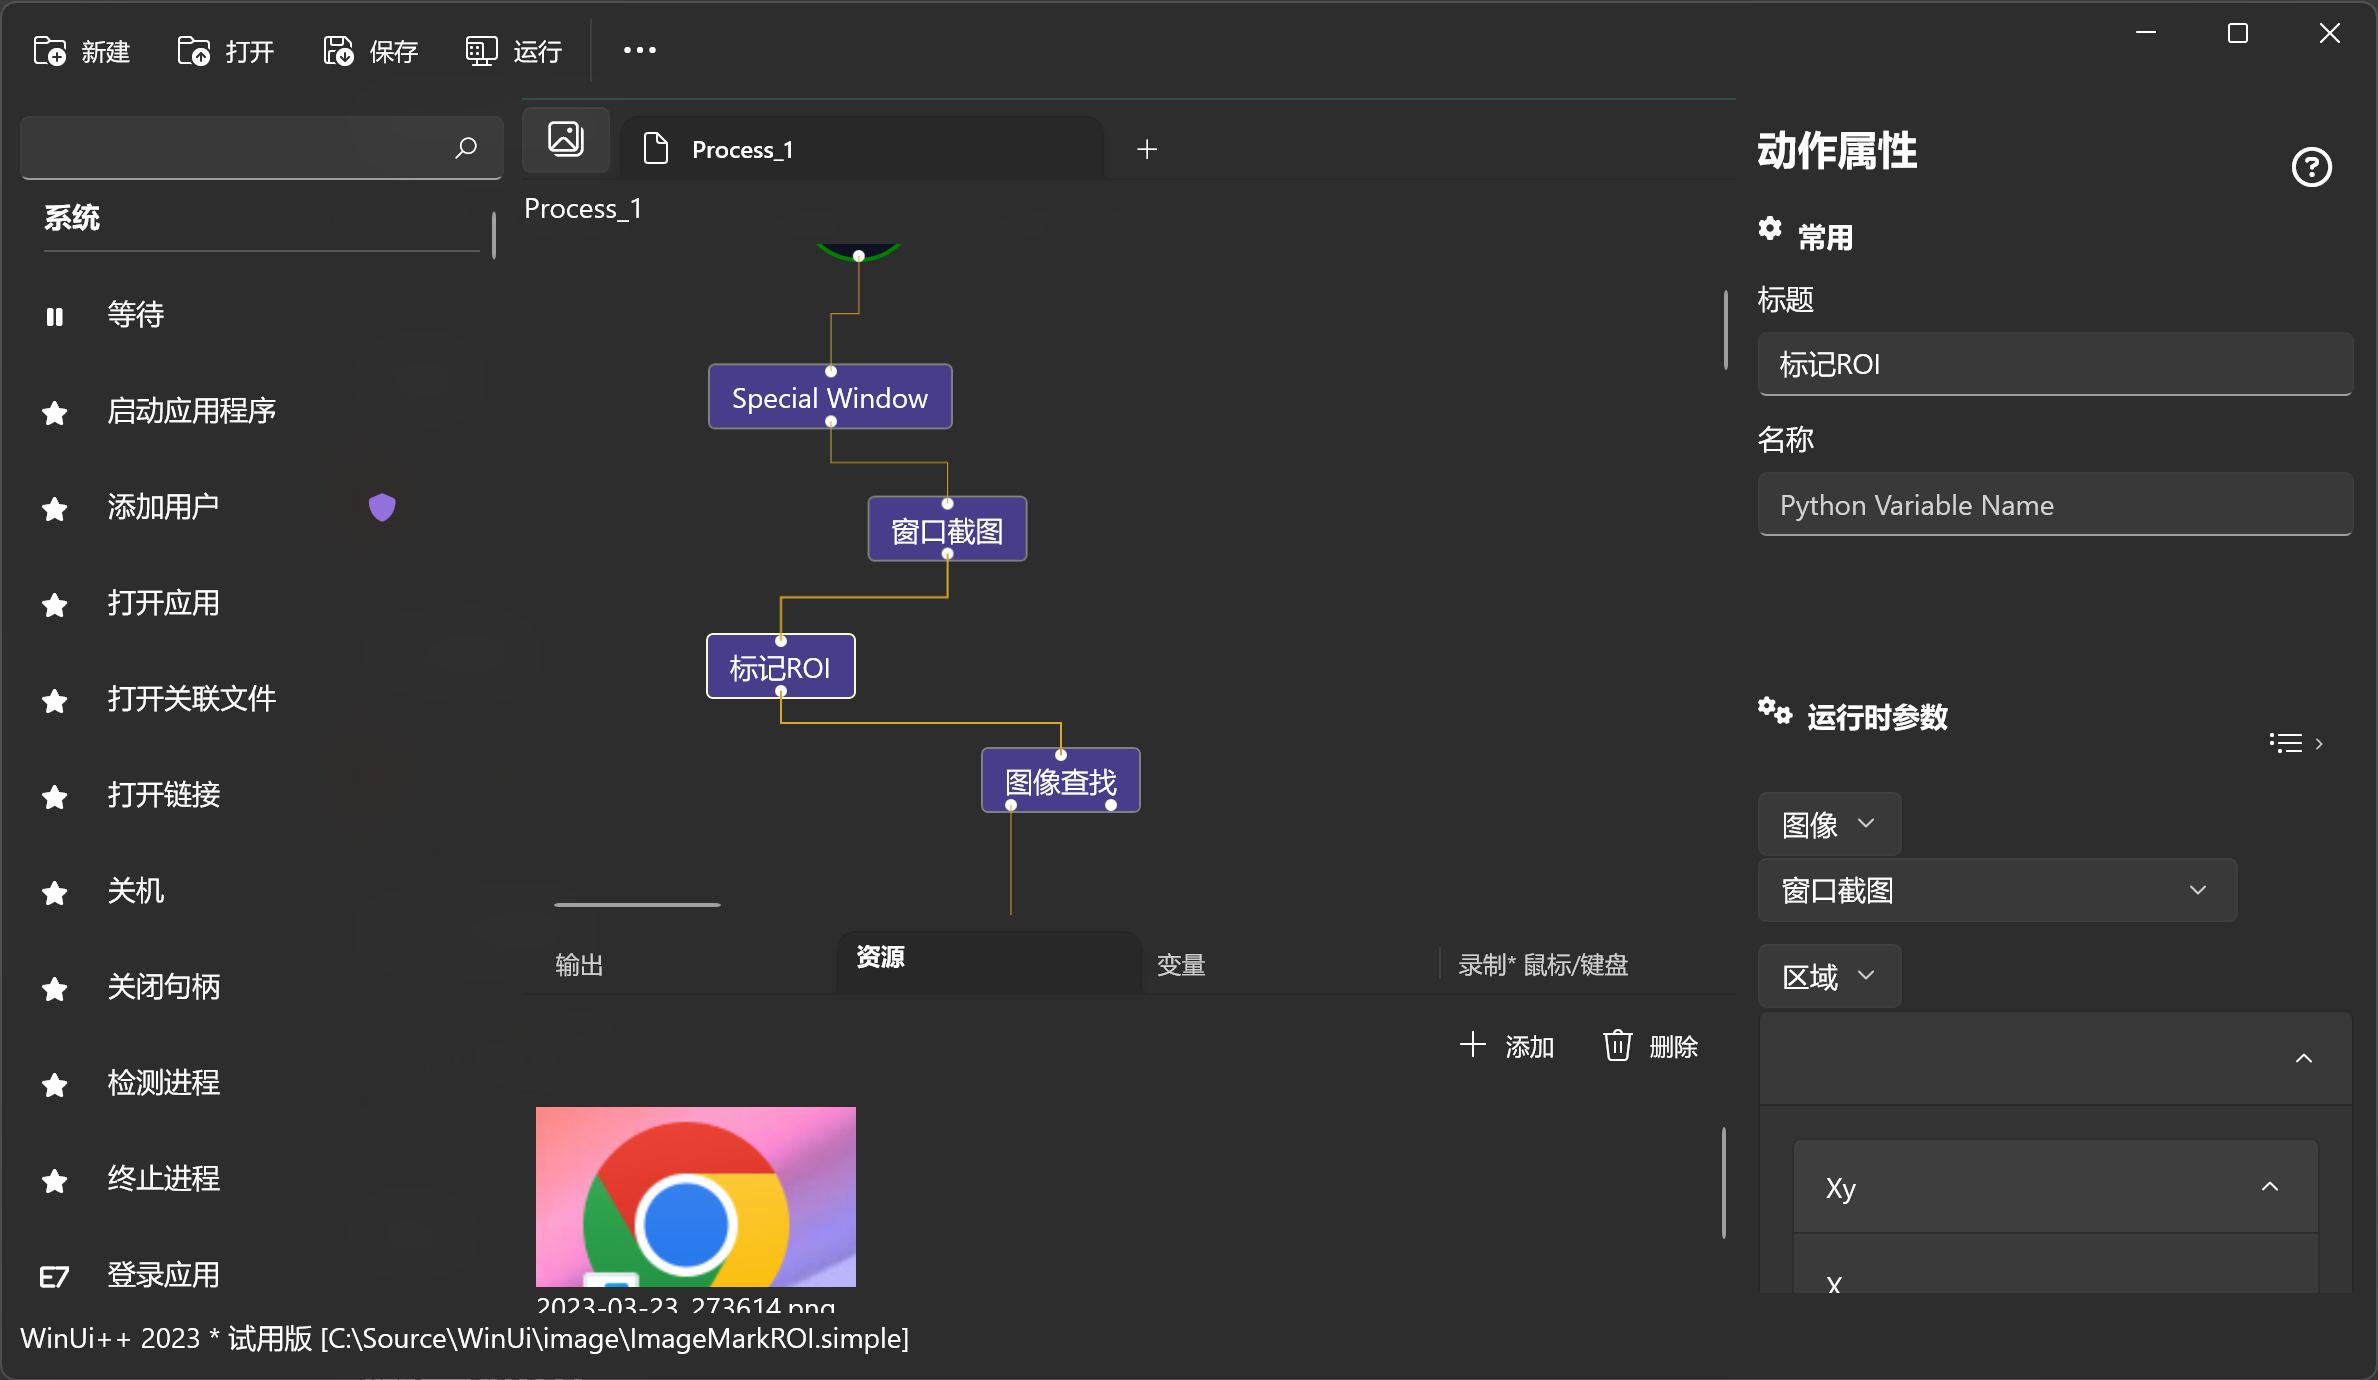 新建
打开
保存
运行
系统
等待
启动应用程序
添加用户
打开应用
打开关联文件
打开链接
关机
关闭句柄
检测进程
终止进程
登录应用
Process_1
Process_1
Special Window
窗口截图
标记ROI
图像查找
输出
资源
变量
录制* 鼠标/键盘
添加
删除
2023-03-23_273614.png
动作属性
常用
标题
标记ROI
名称
Python Variable Name
运行时参数
图像
窗口截图
区域
Xy
X
WinUi++ 2023 * 试用版 [C:\Source\WinUi\image\ImageMarkROI.simple]